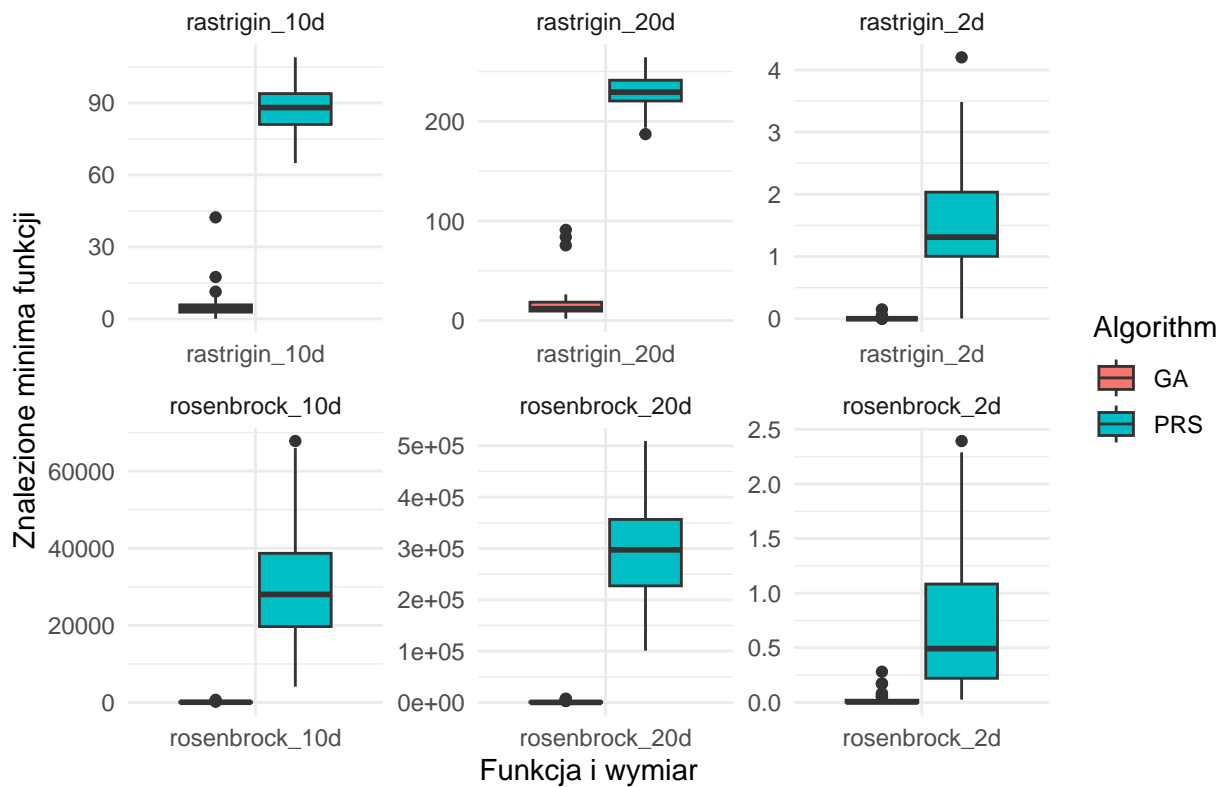 rastrigin_10d
90
60
30
0
rastrigin_10d
rastrigin_20d
200
100
0
rastrigin_20d
rastrigin_2d
4
3
2
1
0
rastrigin_2d
rosenbrock_10d
60000
40000
20000
0
rosenbrock_10d
rosenbrock_20d
5e+05
4e+05
3e+05
2e+05
1e+05
0e+00
rosenbrock_20d
rosenbrock_2d
2.5
2.0
1.5
1.0
0.5
0.0
rosenbrock_2d
Znalezione minima funkcji
Funkcja i wymiar
Algorithm
GA
PRS